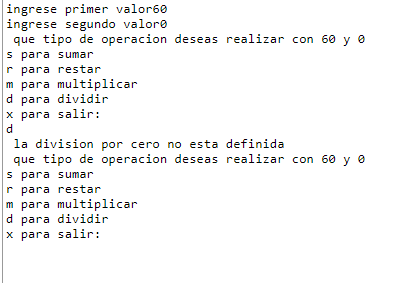 ingrese primer valor60
ingrese segundo valor0
que tipo de operacion deseas realizar con 60 y 0
s para sumar
r para restar
m para multiplicar
d para dividir
x para salir:
d
la division por cero no esta definida
que tipo de operacion deseas realizar con 60 y 0
s para sumar
r para restar
m para multiplicar
d para dividir
x para salir: